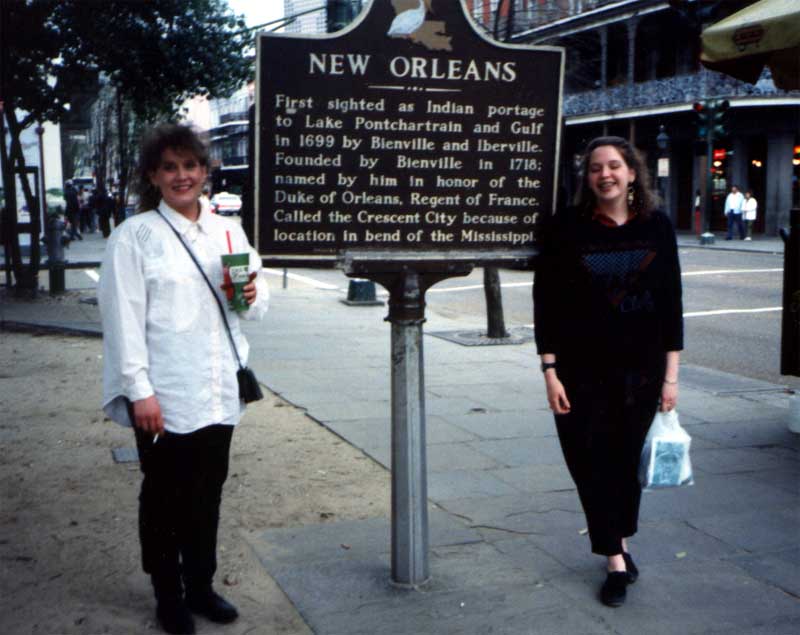 NEW ORLEANS
First sighted as Indian portage
to Lake Pontchartrain and Gulf
in 1699 by Bienville and Iberville.
Founded by Bienville in 1718;
named by him in honor of the
Duke of Orleans, Regent of France.
Called the Crescent City because of
location in bend of the Mississippi.